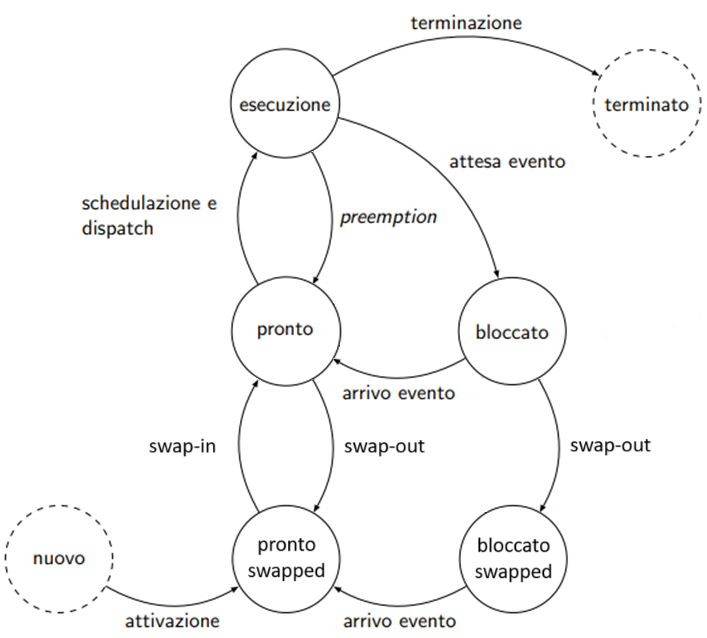 terminazione
esecuzione
terminato
attesa evento
schedulazione e
dispatch
preemption
pronto
bloccato
arrivo evento
swap-in
swap-out
swap-out
nuovo
pronto
swapped
bloccato
swapped
attivazione
arrivo evento